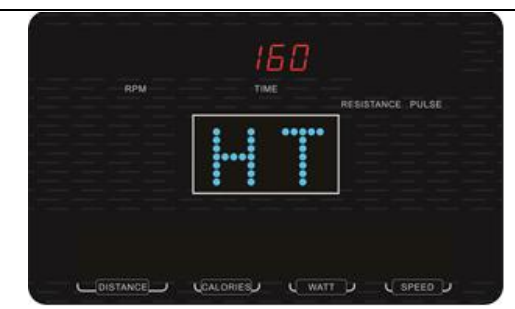 160
RPM TIME
RESISTANCE PULSE
HT
DISTANCE CALORIES WATT SPEED